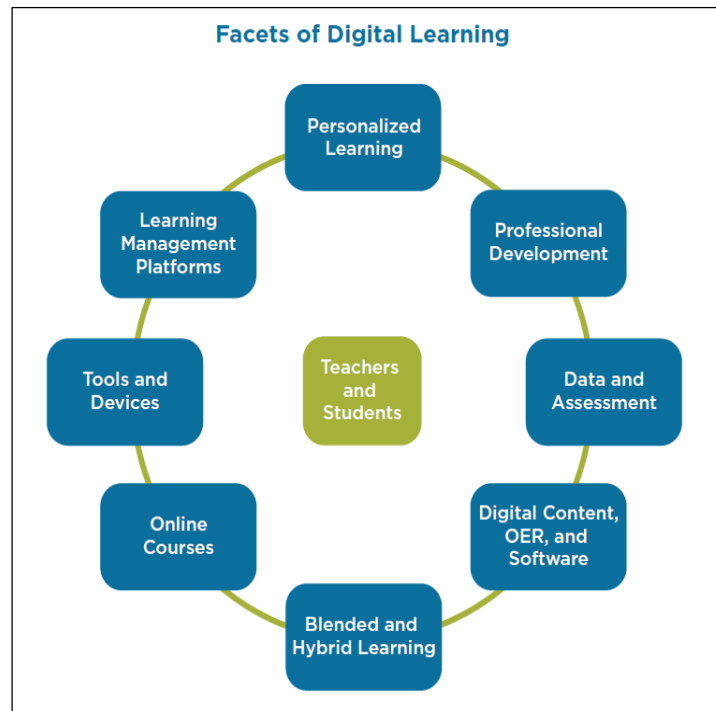 Facets of Digital Learning
Personalized
Learning
Learning
Management
Platforms
Professional
Development
Tools and
Devices
Teachers
and
Students
Data and
Assessment
Online
Courses
Digital Content,
OER, and
Software
Blended and
Hybrid Learning